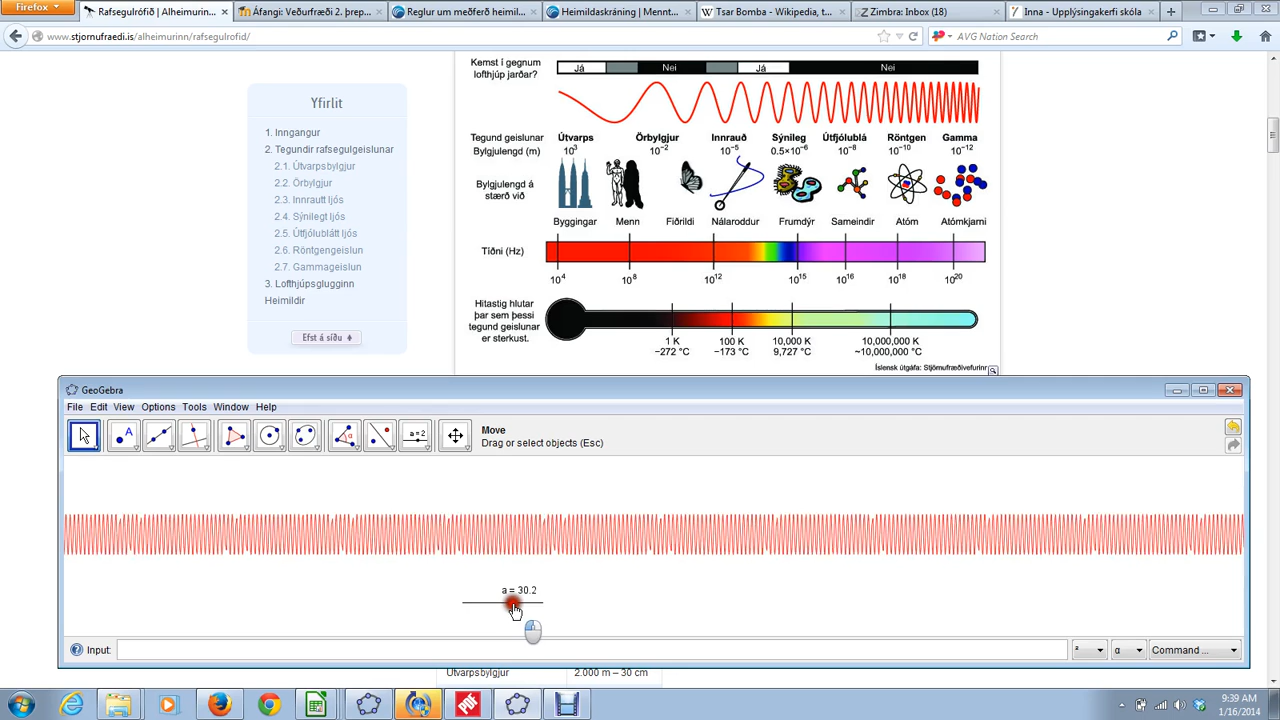 Firefox
Rafsegulrófið | Alheimurinn...
Áfangi: Veðurfræði 2. þrep...
Reglur um meðferð heimil...
Heimildaskráning | Mennt...
Tsar Bomba - Wikipedia, t...
Zimbra: Inbox (18)
Inna - Upplýsingakerfi skóla
www.stjornufraedi.is/alheimurinn/rafsegulrofid/
AVG Nation Search
Yfirlit
1. Inngangur
2. Tegundir rafsegulgeislunar
2.1. Útvarpsbylgjur
2.2. Örbylgjur
2.3. Innrautt ljós
2.4. Sýnilegt ljós
2.5. Útfjólublátt ljós
2.6. Röntgengeislun
2.7. Gammageislun
3. Lofthjúpsglugginn
Heimildir
Efst á síðu
Kemst í gegnum
lofthjúp jarðar?
Já Nei Já Nei
Tegund geislunar Útvarps Örbylgjur Innrauð Sýnileg Útfjólublá Röntgen Gamma
Bylgjulengd (m) 10³ 10⁻² 10⁻⁵ 0.5×10⁻⁶ 10⁻⁸ 10⁻¹⁰ 10⁻¹²
Bylgjulengd á
stærð við
Byggingar Menn Fiðrildi Nálaroddur Frumdýr Sameindir Atóm Atómkjarni
Tíðni (Hz)
10⁴ 10⁸ 10¹² 10¹⁵ 10¹⁶ 10¹⁸ 10²⁰
Hitastig hlutar
þar sem þessi
tegund geislunar
er sterkust.
1 K 100 K 10,000 K 10,000,000 K
−272 °C −173 °C 9,727 °C ~10,000,000 °C
Íslensk útgáfa: Stjörnufræðivefurinn
GeoGebra
File Edit View Options Tools Window Help
A
α
a = 2
Move
Drag or select objects (Esc)
a = 30.2
Input:
²
α
Command ...
Útvarpsbylgjur 2.000 m – 30 cm
9:39 AM
1/16/2014